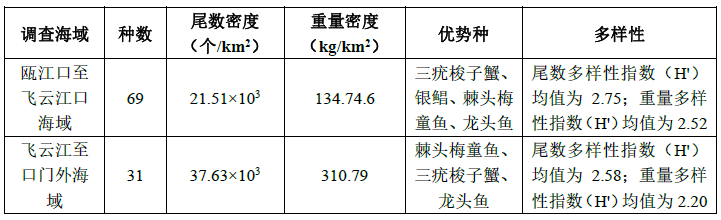 调查海域 种数 尾数密度（个/km²） 重量密度（kg/km²） 优势种 多样性
瓯江口至飞云江口海域 69 21.51×10³ 134.74.6 三疣梭子蟹、银鲳、棘头梅童鱼、龙头鱼 尾数多样性指数（H'）均值为 2.75；重量多样性指数(H')均值为2.52
飞云江至口门外海域 31 37.63×10³ 310.79 棘头梅童鱼、三疣梭子蟹、龙头鱼 尾数多样性指数（H'）均值为 2.58；重量多样性指数(H')均值为2.20